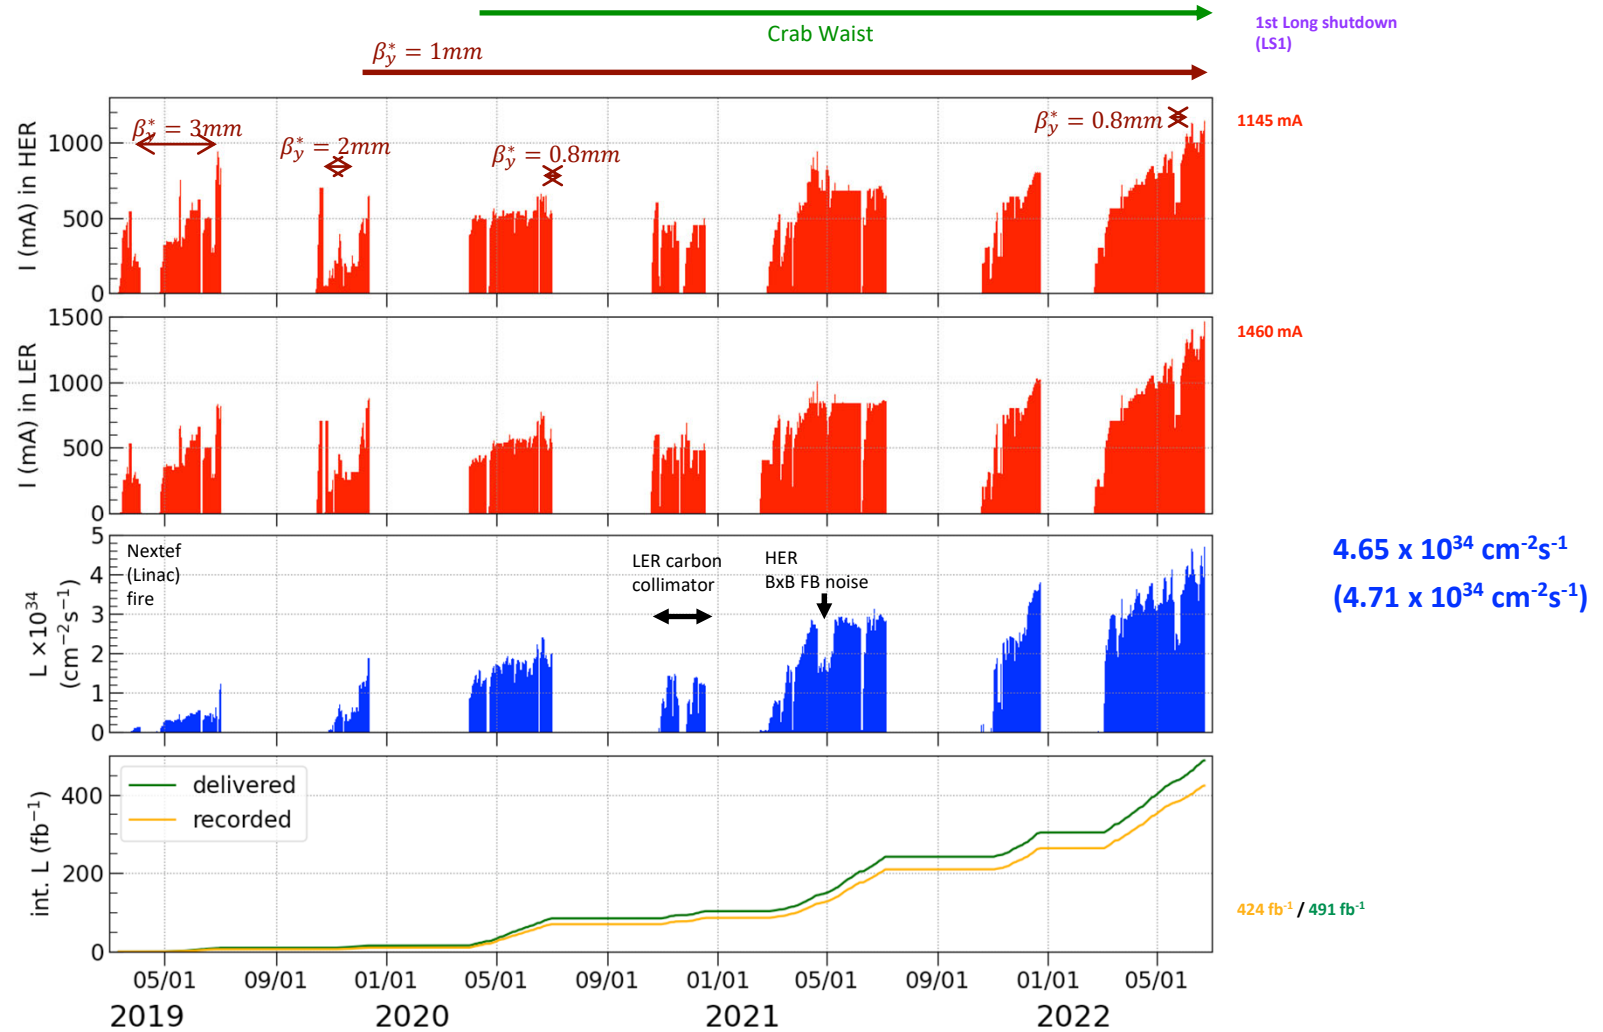 Crab Waist
1st Long shutdown
(LS1)
β*y = 1mm
I (mA) in HER
1000
500
0
β*y = 3mm
β*y = 2mm
β*y = 0.8mm
β*y = 0.8mm
1145 mA
I (mA) in LER
1500
1000
500
0
1460 mA
L ×10³⁴
(cm⁻²s⁻¹)
5
4
3
2
1
0
Nextef
(Linac)
fire
LER carbon
collimator
HER
BxB FB noise
4.65 x 10³⁴ cm⁻²s⁻¹
(4.71 x 10³⁴ cm⁻²s⁻¹)
int. L (fb⁻¹)
400
200
0
delivered
recorded
424 fb⁻¹ / 491 fb⁻¹
05/01 09/01 01/01 05/01 09/01 01/01 05/01 09/01 01/01 05/01
2019 2020 2021 2022